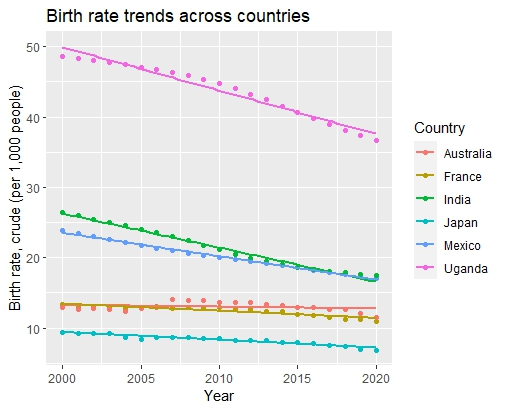 Birth rate trends across countries
Birth rate, crude (per 1,000 people)
50
40
30
20
10
2000 2005 2010 2015 2020
Year
Country
Australia
France
India
Japan
Mexico
Uganda